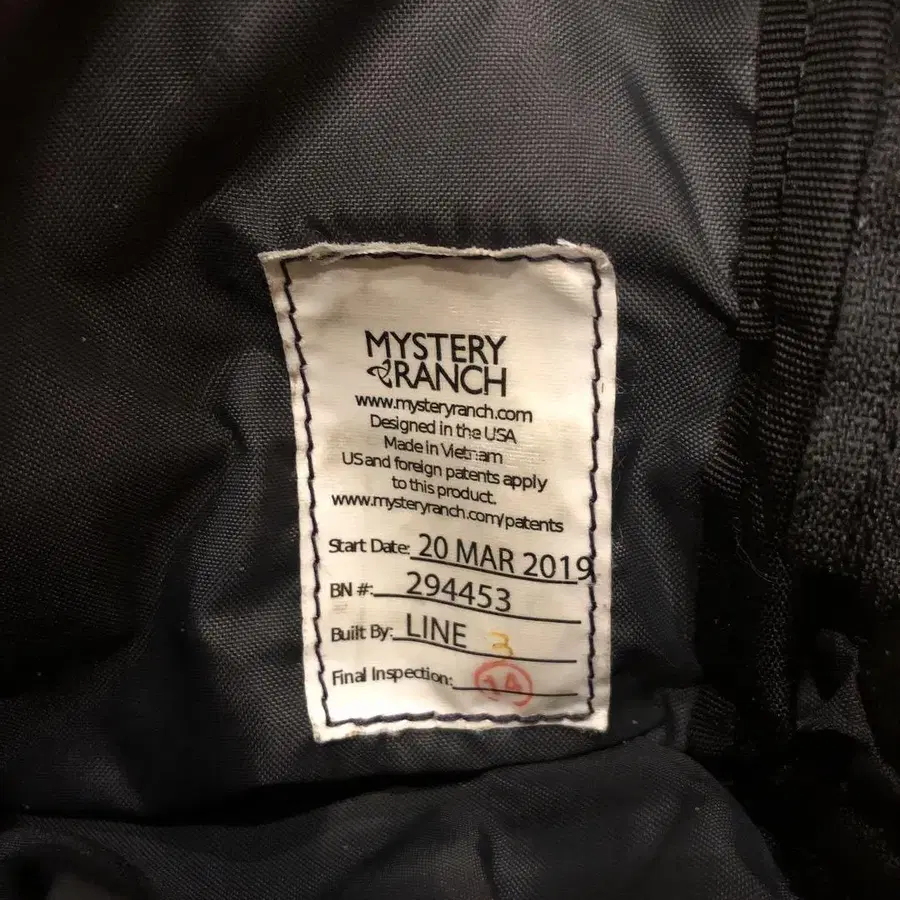 MYSTERY
RANCH
www.mysteryranch.com
Designed in the USA
Made in Vietnam
US and foreign patents apply
to this product.
www.mysteryranch.com/patents
Start Date: 20 MAR 2019
BN #: 294453
Built By: LINE 3
Final Inspection: 14